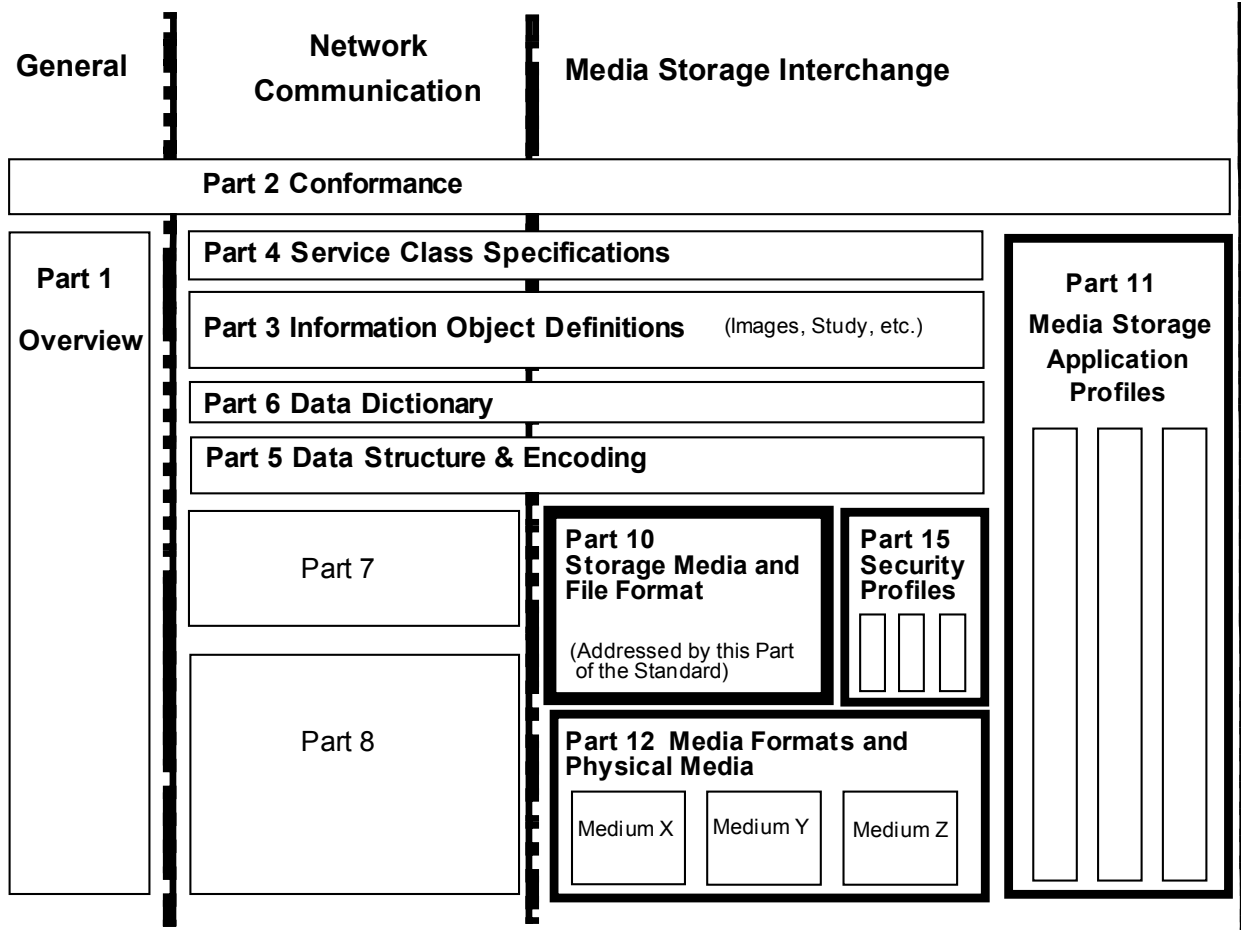 General
Network
Communication
Media Storage Interchange
Part 2 Conformance
Part 1
Overview
Part 4 Service Class Specifications
Part 3 Information Object Definitions (Images, Study, etc.)
Part 6 Data Dictionary
Part 5 Data Structure & Encoding
Part 7
Part 8
Part 10
Storage Media and
File Format
(Addressed by this Part
of the Standard)
Part 15
Security
Profiles
Part 12 Media Formats and
Physical Media
Medium X
Medium Y
Medium Z
Part 11
Media Storage
Application
Profiles